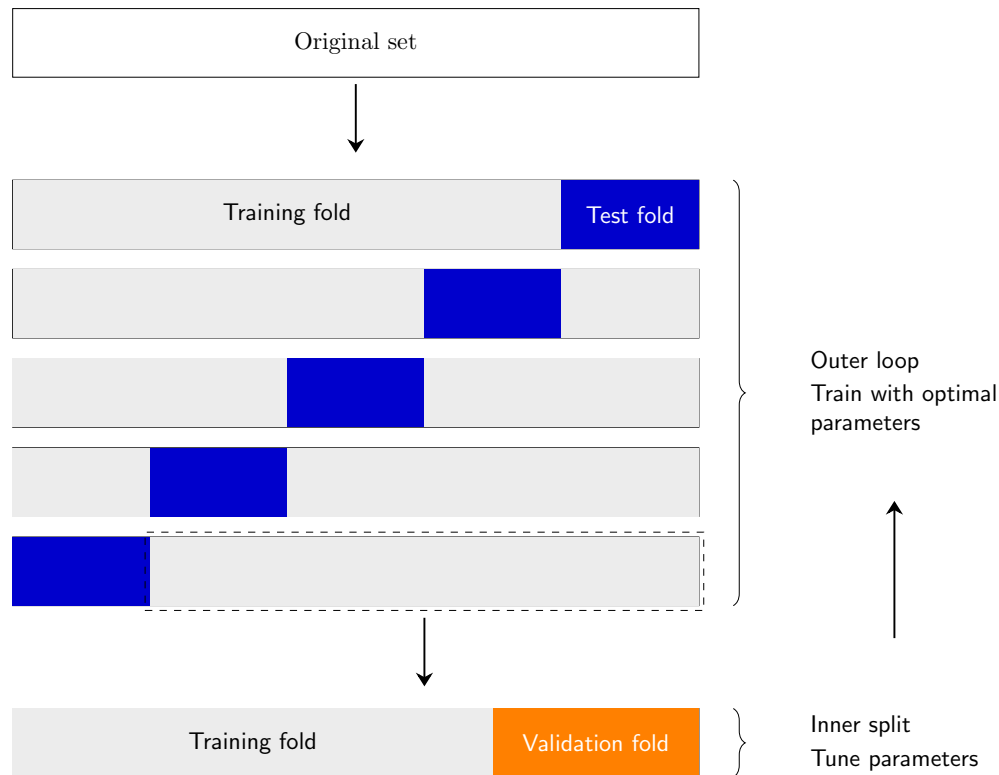 Original set
Training fold
Test fold
Outer loop
Train with optimal
parameters
Training fold
Validation fold
Inner split
Tune parameters